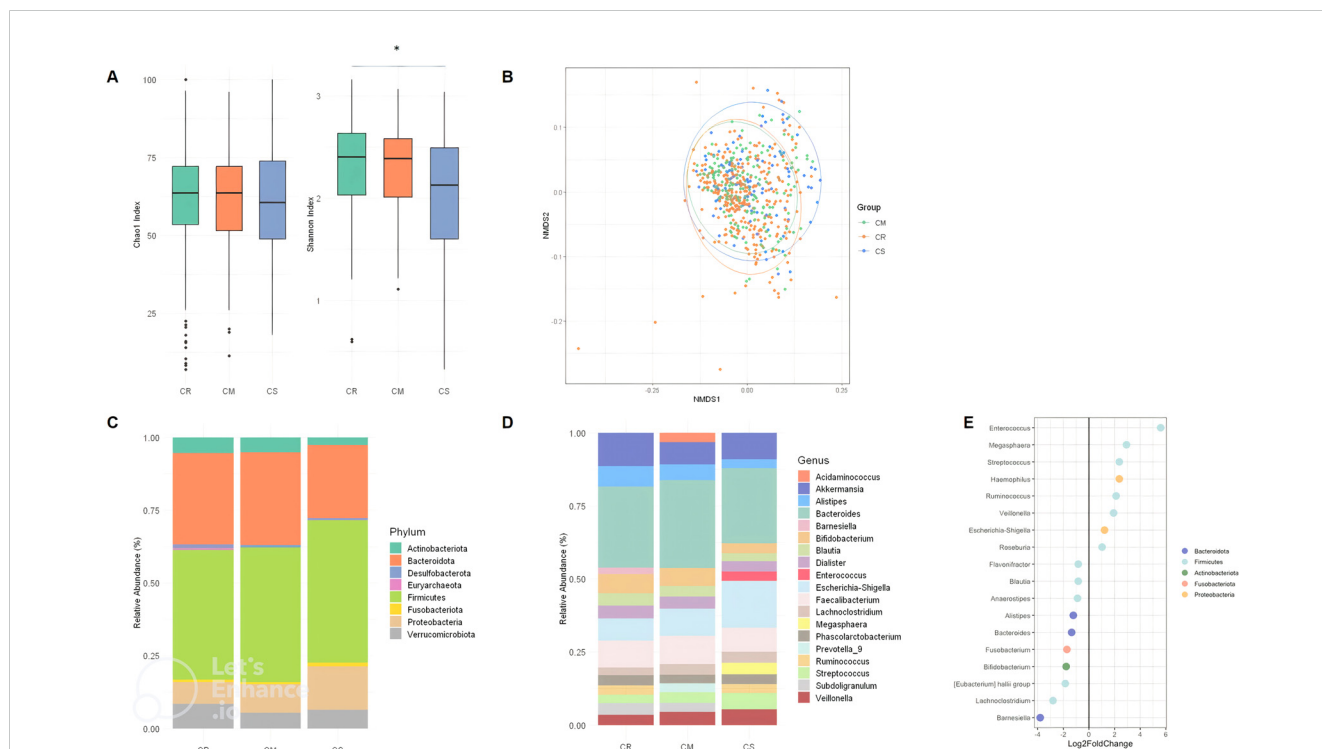 A
*
100
75
50
25
Chao1 Index
CR CM CS
3
2
1
Shannon Index
CR CM CS
B
0.1
0.0
-0.1
-0.2
NMDS2
-0.25 0.00 0.25
NMDS1
Group
CM
CR
CS
C
1.00
0.75
0.50
0.25
0.00
Relative Abundance (%)
CR CM CS
Phylum
Actinobacteriota
Bacteroidota
Desulfobacterota
Euryarchaeota
Firmicutes
Fusobacteriota
Proteobacteria
Verrucomicrobiota
Let's
Enhance
.io
D
1.00
0.75
0.50
0.25
0.00
Relative Abundance (%)
CR CM CS
Genus
Acidaminococcus
Akkermansia
Alistipes
Bacteroides
Barnesiella
Bifidobacterium
Blautia
Dialister
Enterococcus
Escherichia-Shigella
Faecalibacterium
Lachnoclostridium
Megasphaera
Phascolarctobacterium
Prevotella_9
Ruminococcus
Streptococcus
Subdoligranulum
Veillonella
E
Enterococcus
Megasphaera
Streptococcus
Haemophilus
Ruminococcus
Veillonella
Escherichia-Shigella
Roseburia
Flavonifractor
Blautia
Anaerostipes
Alistipes
Bacteroides
Fusobacterium
Bifidobacterium
[Eubacterium] hallii group
Lachnoclostridium
Barnesiella
-4 -2 0 2 4 6
Log2FoldChange
Bacteroidota
Firmicutes
Actinobacteriota
Fusobacteriota
Proteobacteria